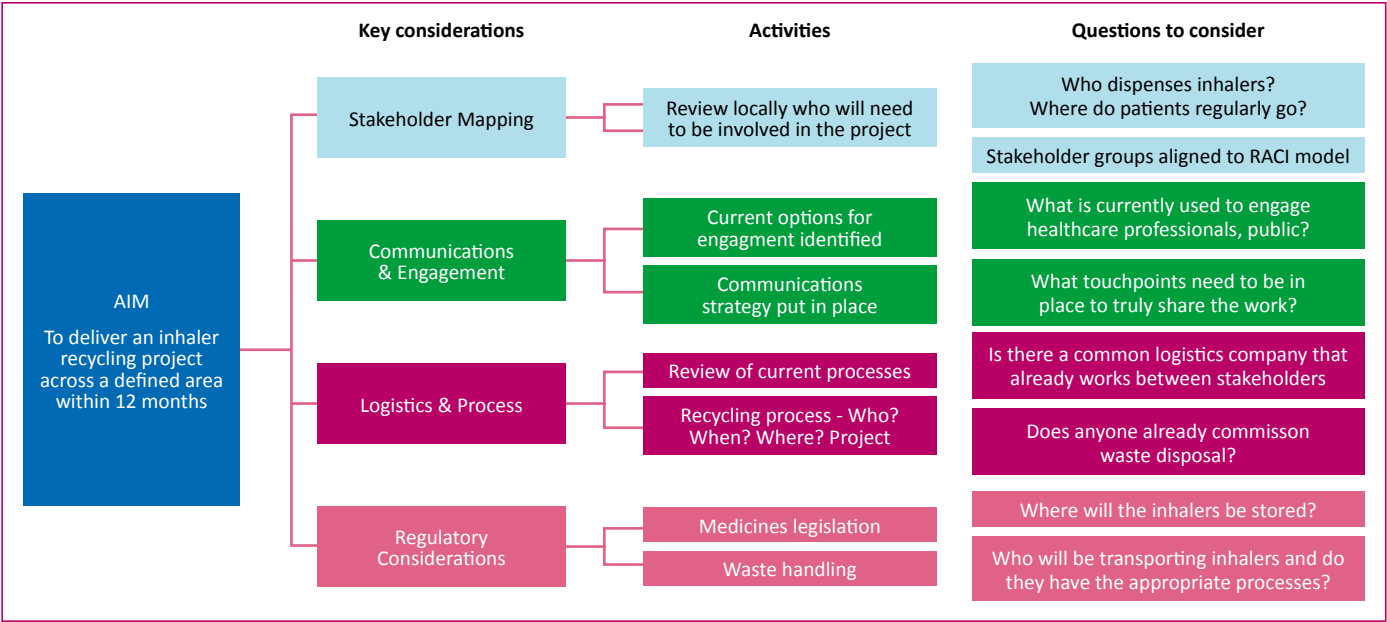 Key considerations
Activities
Questions to consider
AIM
To deliver an inhaler
recycling project
across a defined area
within 12 months
Stakeholder Mapping
Review locally who will need
to be involved in the project
Who dispenses inhalers?
Where do patients regularly go?
Stakeholder groups aligned to RACI model
Communications
& Engagement
Current options for
engagment identified
Communications
strategy put in place
What is currently used to engage
healthcare professionals, public?
What touchpoints need to be in
place to truly share the work?
Logistics & Process
Review of current processes
Recycling process - Who?
When? Where? Project
Is there a common logistics company that
already works between stakeholders
Does anyone already commisson
waste disposal?
Regulatory
Considerations
Medicines legislation
Waste handling
Where will the inhalers be stored?
Who will be transporting inhalers and do
they have the appropriate processes?